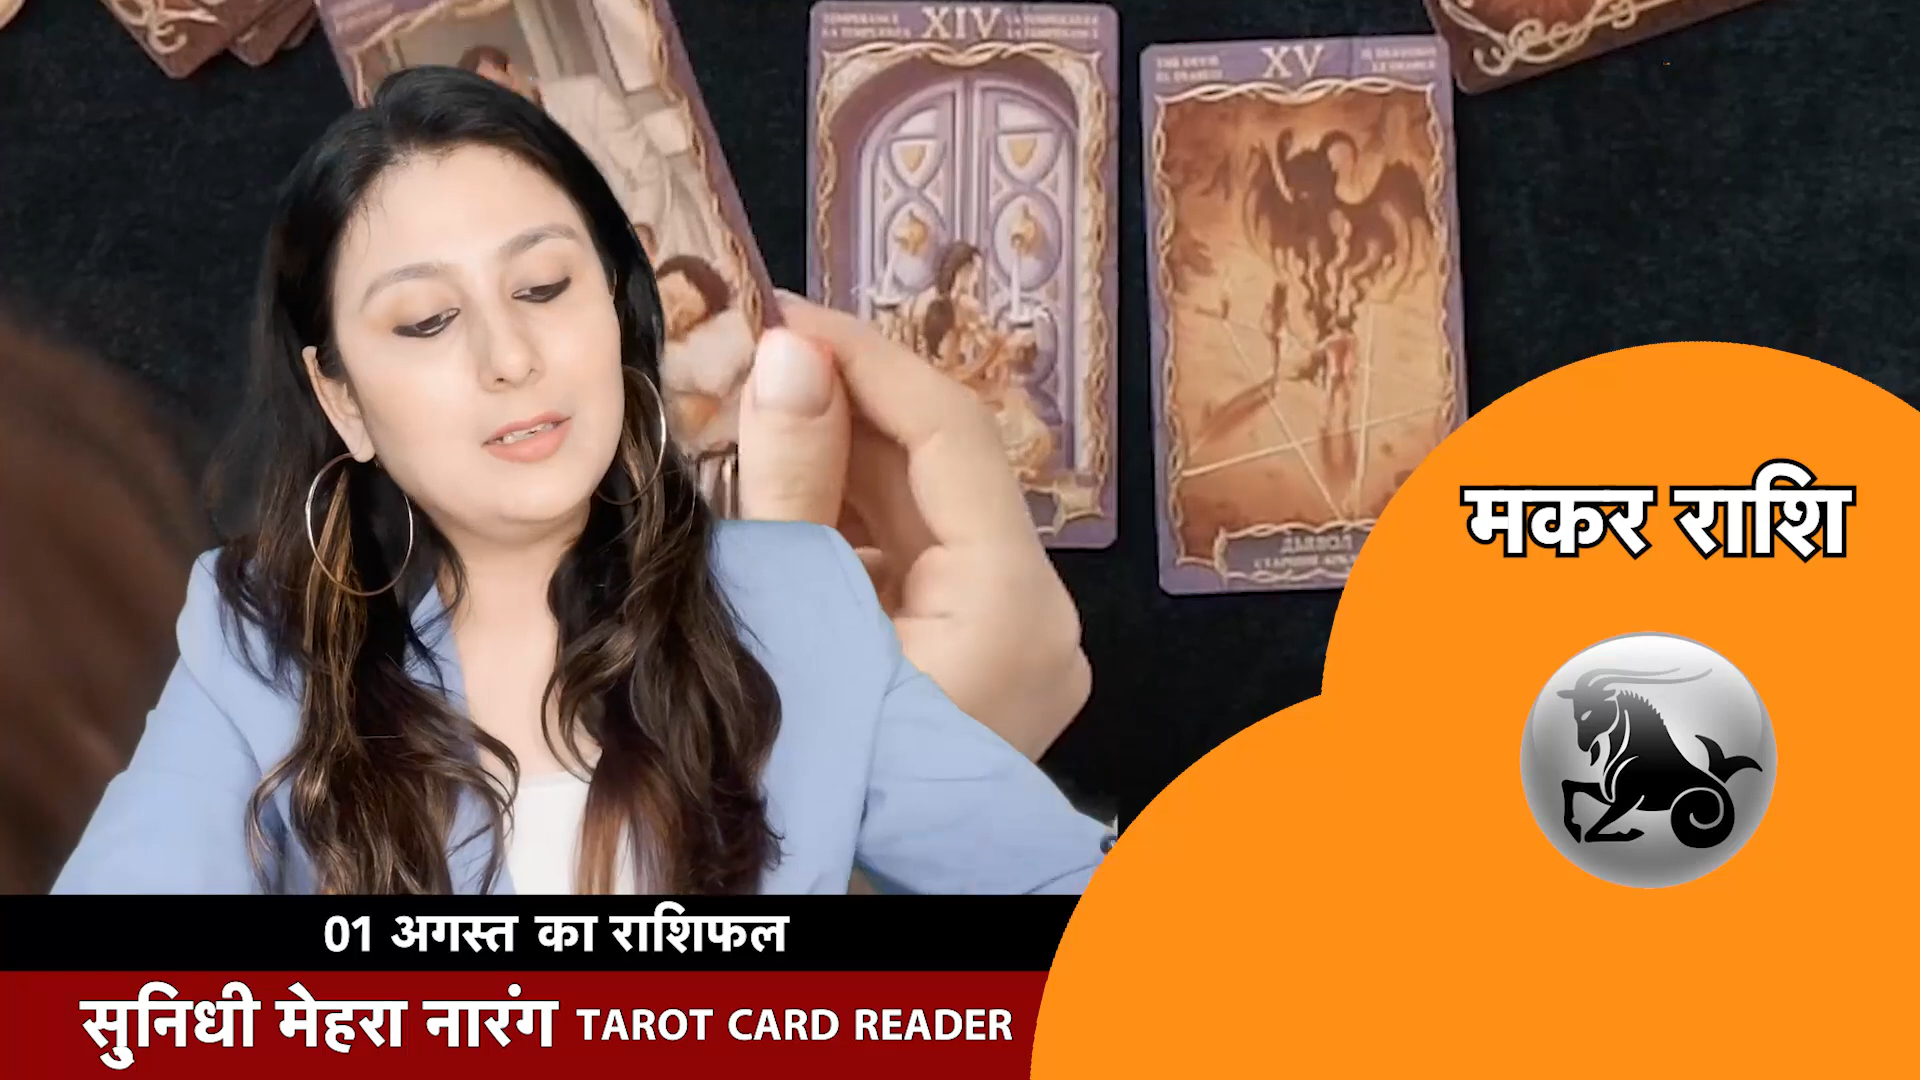 XIV
XV
मकर राशि
01 अगस्त का राशिफल
सुनिधी मेहरा नारंग TAROT CARD READER